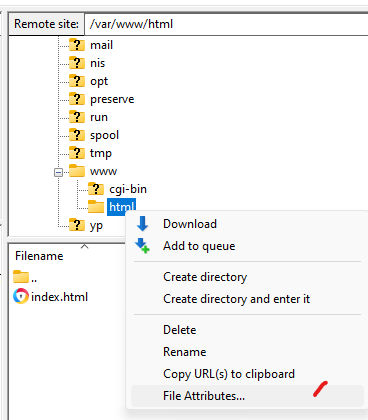 Remote site: /var/www/html
mail
nis
opt
preserve
run
spool
tmp
www
cgi-bin
html
yp
Filename
..
index.html
Download
Add to queue
Create directory
Create directory and enter it
Delete
Rename
Copy URL(s) to clipboard
File Attributes...